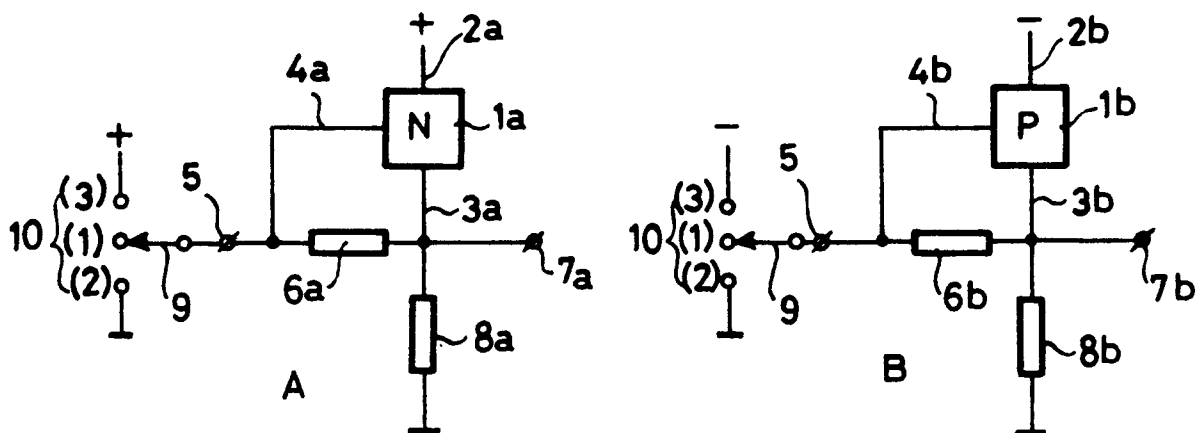 +
2a
4a
N
1a
+
(3)
5
3a
10
(1)
(2)
9
6a
7a
8a
A
−
2b
4b
P
1b
−
(3)
5
3b
10
(1)
(2)
9
6b
7b
8b
B